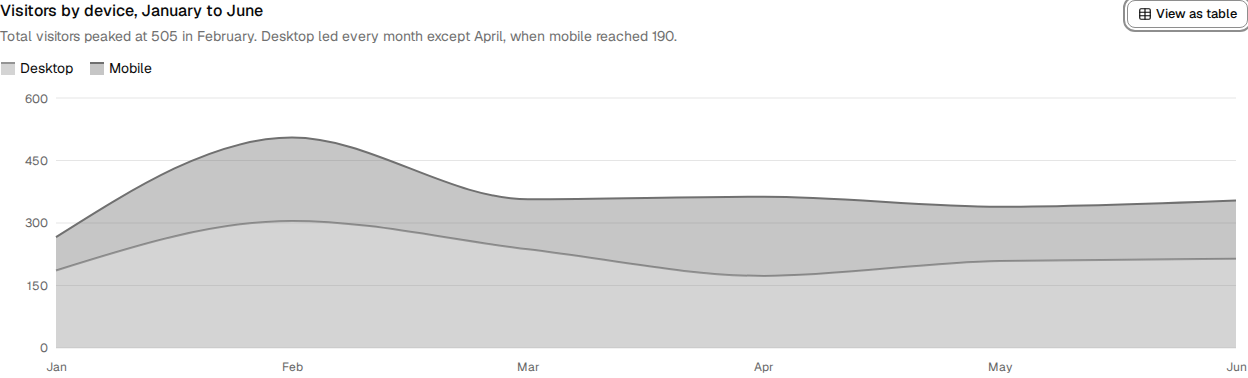 Visitors by device, January to June
View as table
Total visitors peaked at 505 in February. Desktop led every month except April, when mobile reached 190.
Desktop Mobile
600
450
300
150
0
Jan Feb Mar Apr May Jun